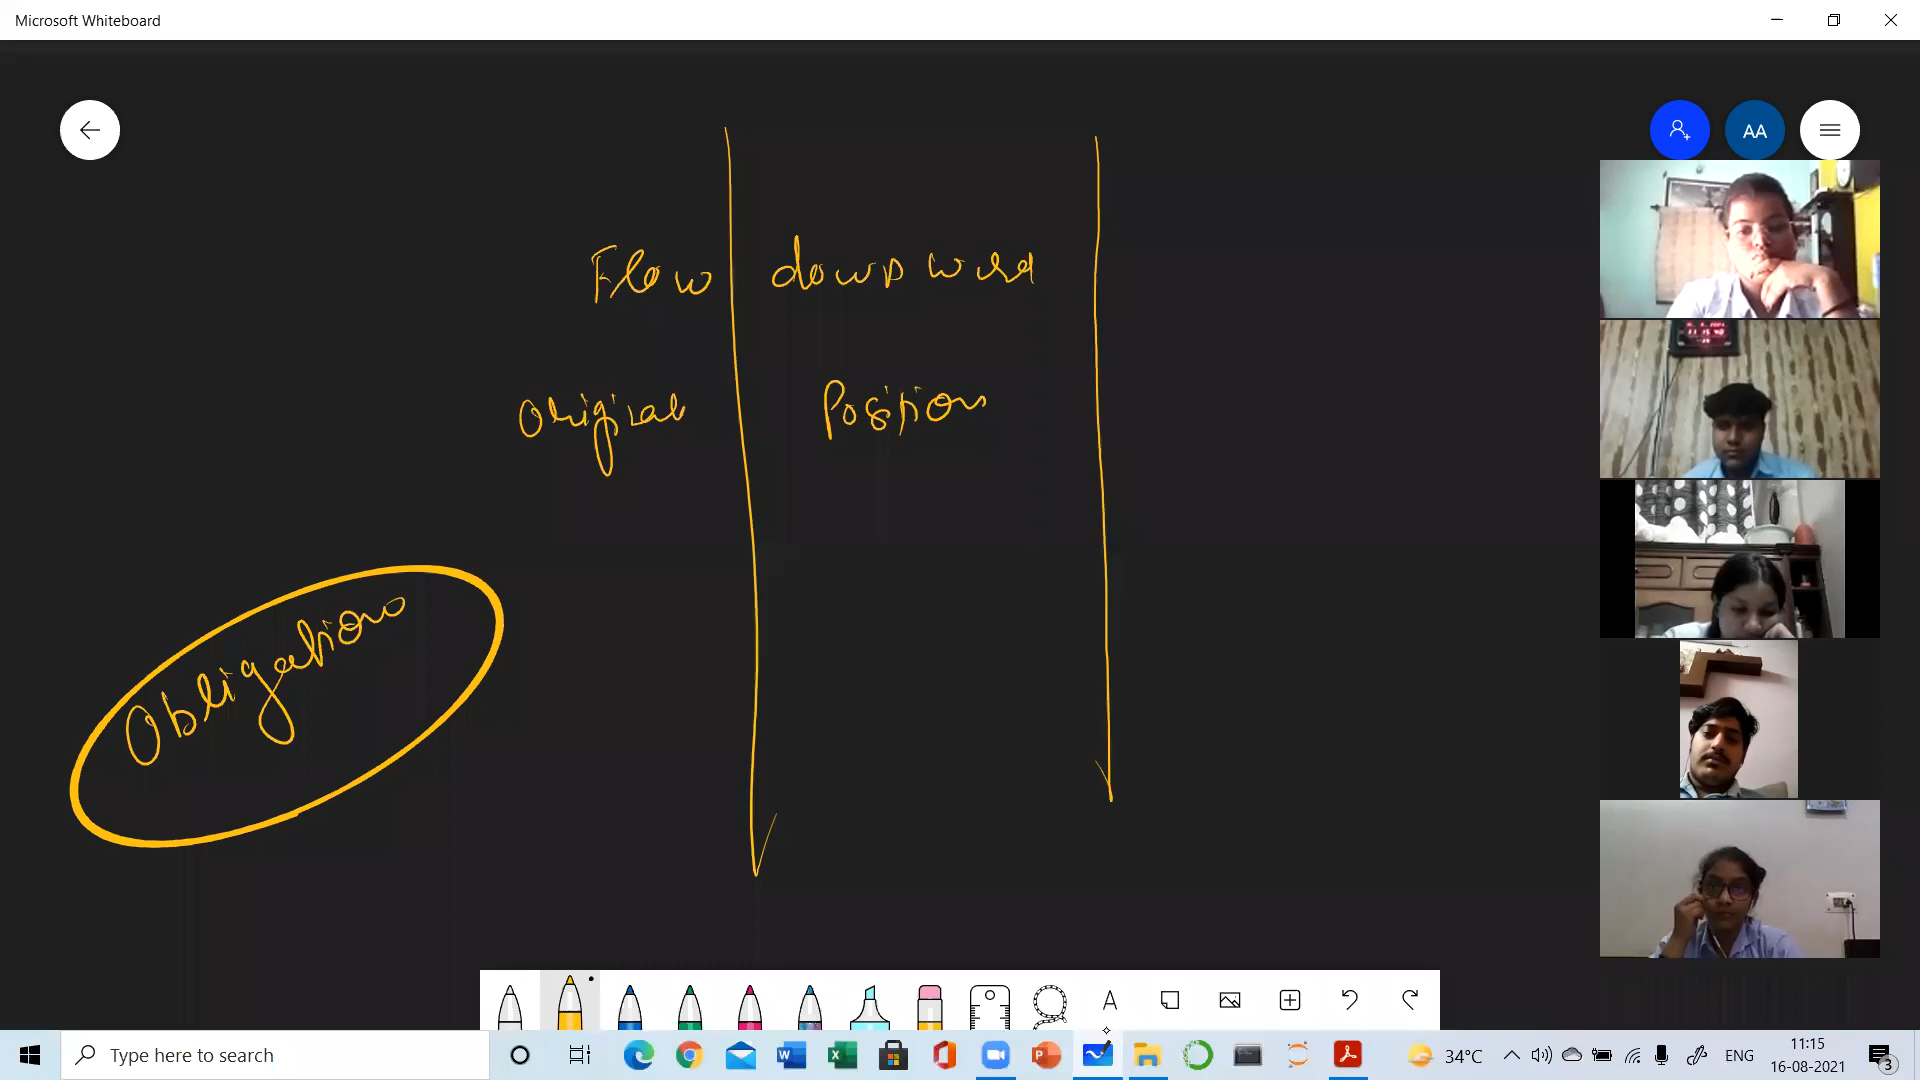 Microsoft Whiteboard
AA
Flow downward
Original Position
Obligations
A
Type here to search
34°C
ENG
11:15
16-08-2021
3